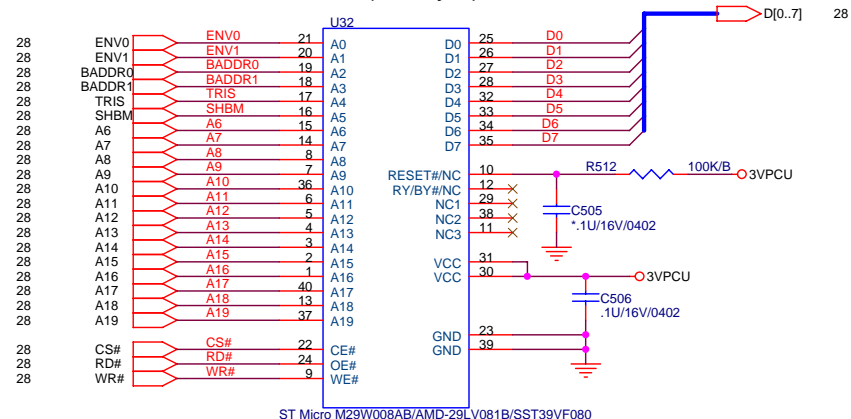 U32
D[0..7] 28
28 ENV0 ENV0 21 A0 D0 25 D0
28 ENV1 ENV1 20 A1 D1 26 D1
28 BADDR0 BADDR0 19 A2 D2 27 D2
28 BADDR1 BADDR1 18 A3 D3 28 D3
28 TRIS TRIS 17 A4 D4 32 D4
28 SHBM SHBM 16 A5 D5 33 D5
28 A6 A6 15 A6 D6 34 D6
28 A7 A7 14 A7 D7 35 D7
28 A8 A8 8 A8
28 A9 A9 7 A9 RESET#/NC 10 R512 100K/B 3VPCU
28 A10 A10 36 A10 RY/BY#/NC 12
28 A11 A11 6 A11 NC1 29
28 A12 A12 5 A12 NC2 38 C505
28 A13 A13 4 A13 NC3 11 *.1U/16V/0402
28 A14 A14 3 A14
28 A15 A15 2 A15 VCC 31
28 A16 A16 1 A16 VCC 30 3VPCU
28 A17 A17 40 A17
28 A18 A18 13 A18 C506
28 A19 A19 37 A19 .1U/16V/0402
GND 23
28 CS# CS# 22 CE# GND 39
28 RD# RD# 24 OE#
28 WR# WR# 9 WE#
ST Micro M29W008AB/AMD-29LV081B/SST39VF080